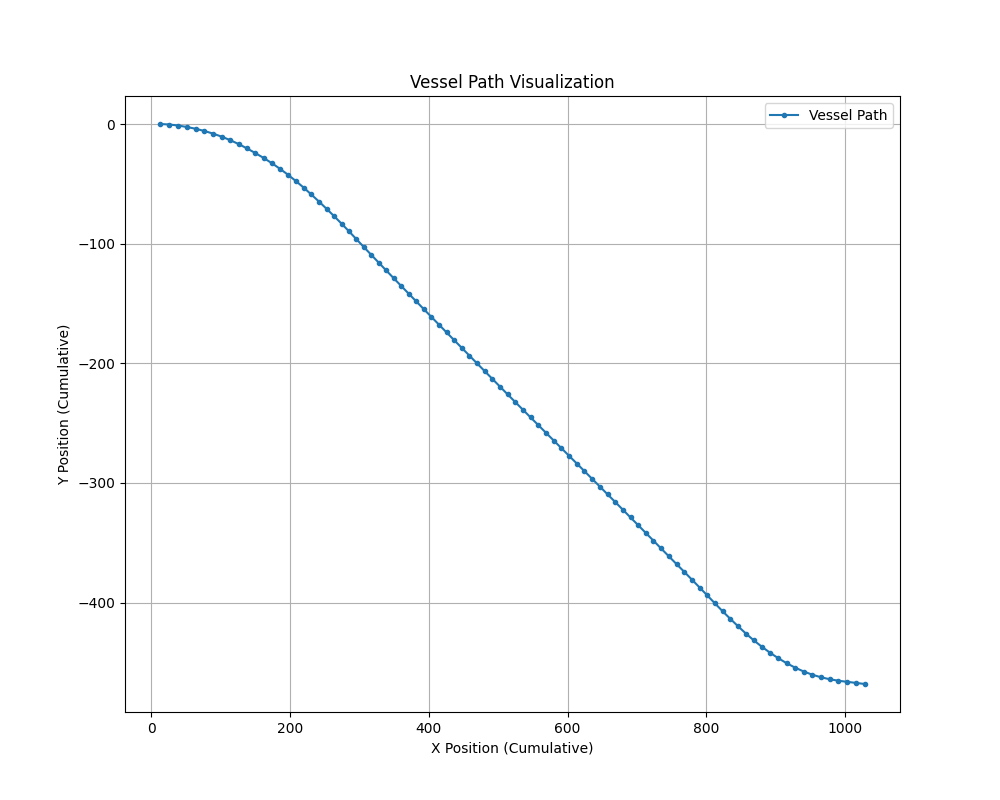 Vessel Path Visualization
Vessel Path
0
−100
−200
−300
−400
Y Position (Cumulative)
0 200 400 600 800 1000
X Position (Cumulative)